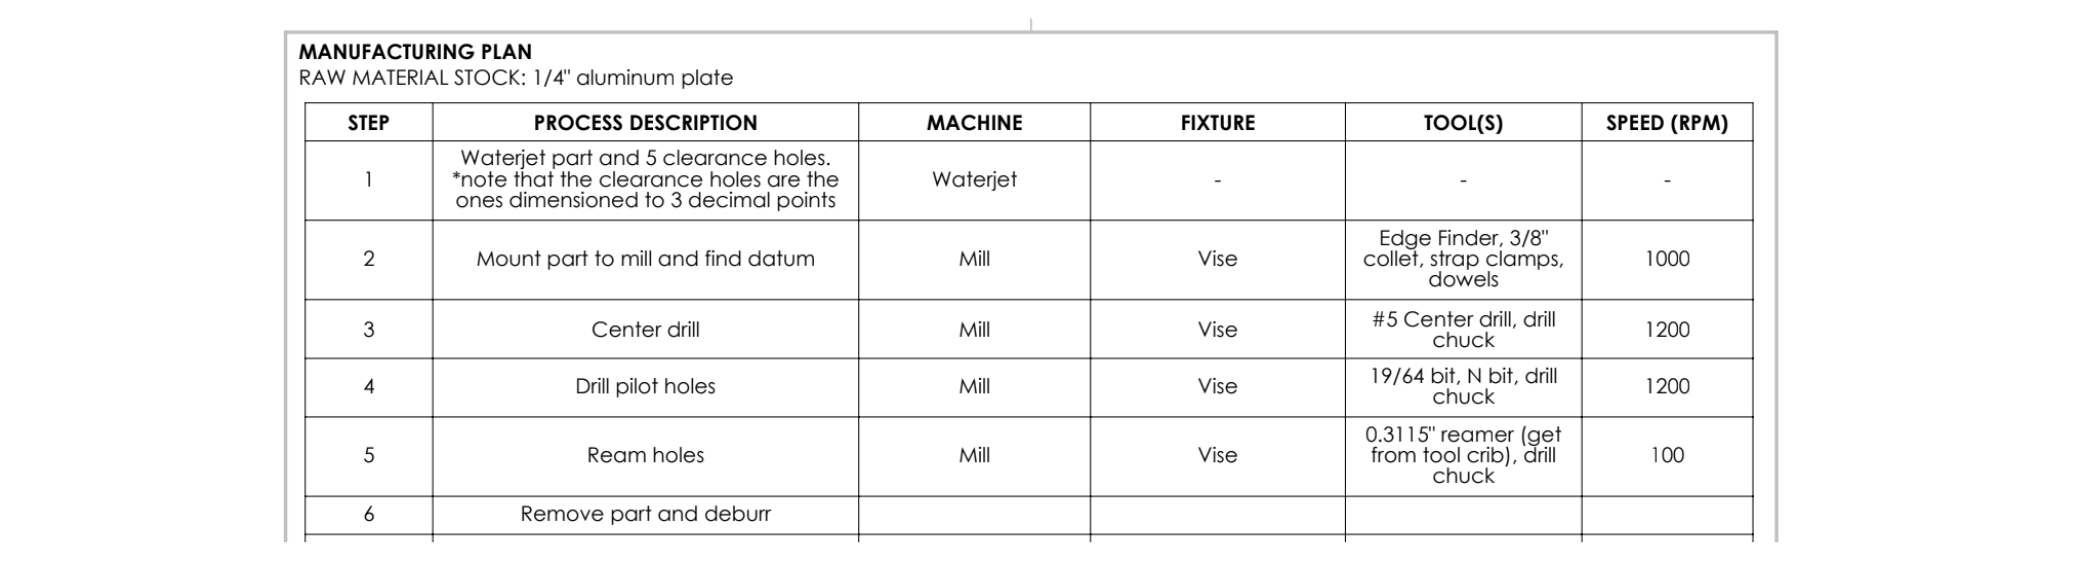 MANUFACTURING PLAN
RAW MATERIAL STOCK: 1/4" aluminum plate
STEP PROCESS DESCRIPTION MACHINE FIXTURE TOOL(S) SPEED (RPM)
1
Waterjet part and 5 clearance holes.
*note that the clearance holes are the
ones dimensioned to 3 decimal points
Waterjet - - -
2 Mount part to mill and find datum Mill Vise
Edge Finder, 3/8"
collet, strap clamps,
dowels
1000
3 Center drill Mill Vise
#5 Center drill, drill
chuck
1200
4 Drill pilot holes Mill Vise
19/64 bit, N bit, drill
chuck
1200
5 Ream holes Mill Vise
0.3115" reamer (get
from tool crib), drill
chuck
100
6 Remove part and deburr